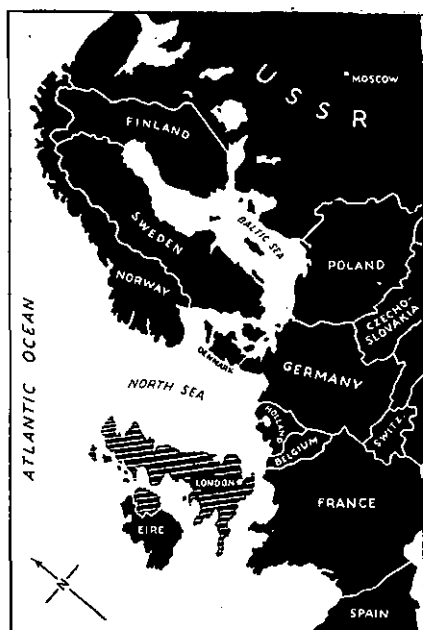 USSR
MOSCOW
FINLAND
BALTIC SEA
SWEDEN
POLAND
NORWAY
CZECHO-
SLOVAKIA
DENMARK
GERMANY
ATLANTIC OCEAN
NORTH SEA
HOLLAND
SWITZ.
BELGIUM
LONDON
FRANCE
EIRE
N
SPAIN